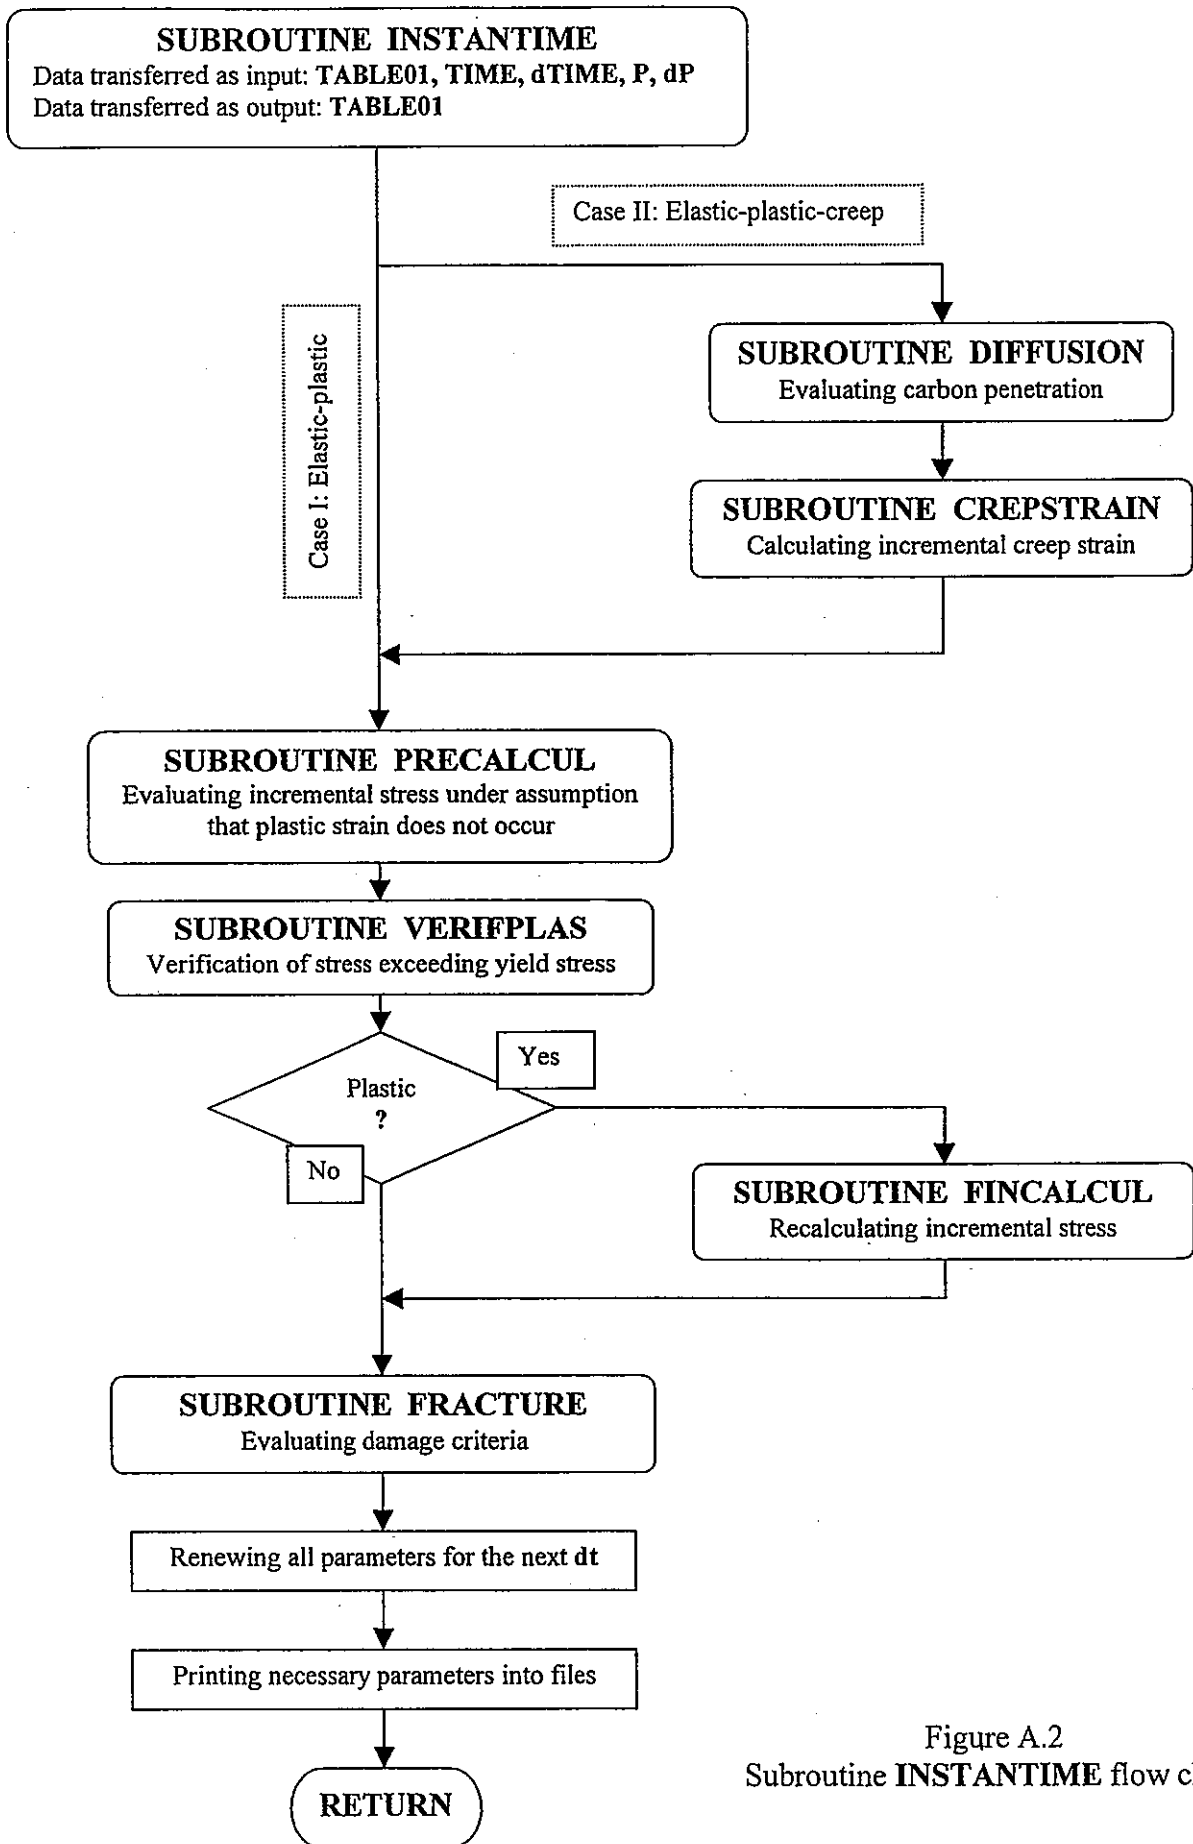 SUBROUTINE INSTANTIME
Data transferred as input: TABLE01, TIME, dTIME, P, dP
Data transferred as output: TABLE01
Case II: Elastic-plastic-creep
Case I: Elastic-plastic
SUBROUTINE DIFFUSION
Evaluating carbon penetration
SUBROUTINE CREPSTRAIN
Calculating incremental creep strain
SUBROUTINE PRECALCUL
Evaluating incremental stress under assumption
that plastic strain does not occur
SUBROUTINE VERIFPLAS
Verification of stress exceeding yield stress
Yes
Plastic
?
No
SUBROUTINE FINCALCUL
Recalculating incremental stress
SUBROUTINE FRACTURE
Evaluating damage criteria
Renewing all parameters for the next dt
Printing necessary parameters into files
RETURN
Figure A.2
Subroutine INSTANTIME flow